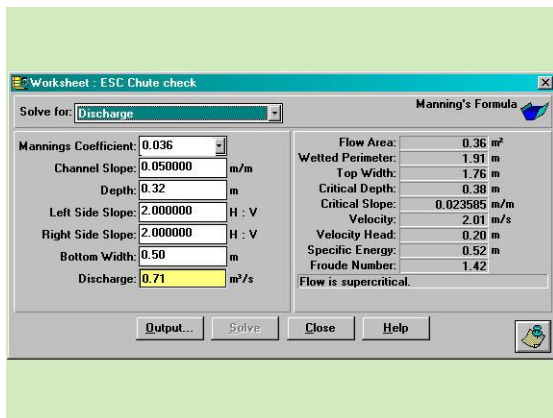 Worksheet : ESC Chute check
Solve for: Discharge
Manning's Formula
Mannings Coefficient: 0.036
Channel Slope: 0.050000 m/m
Depth: 0.32 m
Left Side Slope: 2.000000 H : V
Right Side Slope: 2.000000 H : V
Bottom Width: 0.50 m
Discharge: 0.71 m³/s
Flow Area: 0.36 m²
Wetted Perimeter: 1.91 m
Top Width: 1.76 m
Critical Depth: 0.38 m
Critical Slope: 0.023585 m/m
Velocity: 2.01 m/s
Velocity Head: 0.20 m
Specific Energy: 0.52 m
Froude Number: 1.42
Flow is supercritical.
Output... Solve Close Help